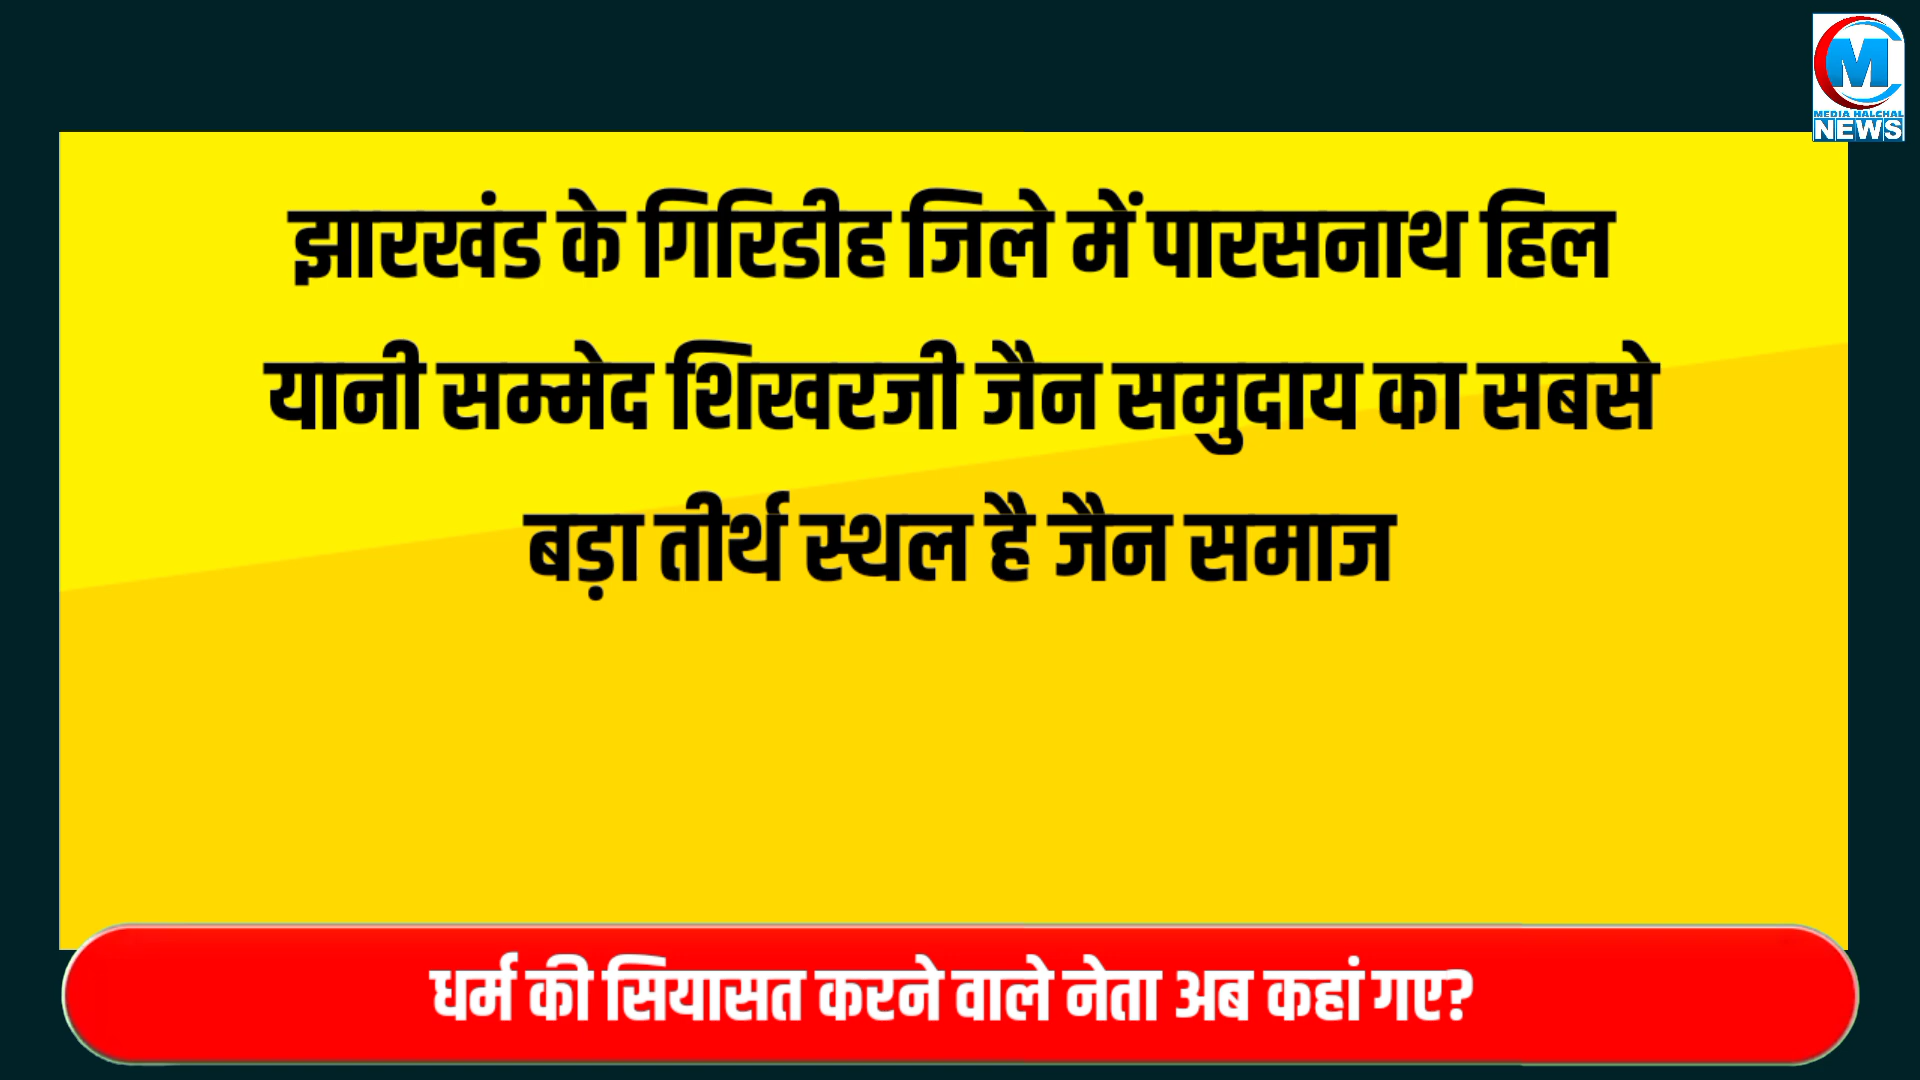 MEDIA HALCHAL
NEWS
झारखंड के गिरिडीह जिले में पारसनाथ हिल
यानी सम्मेद शिखरजी जैन समुदाय का सबसे
बड़ा तीर्थ स्थल है जैन समाज
धर्म की सियासत करने वाले नेता अब कहां गए?